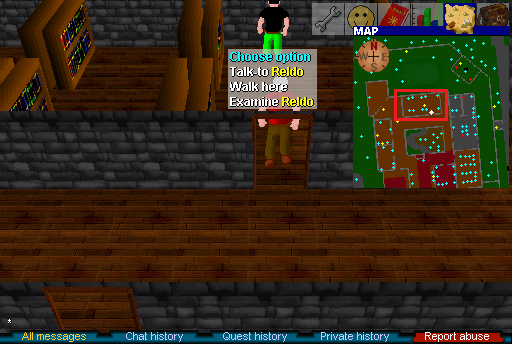 MAP
N
W E
S
Choose option
Talk-to Reldo
Walk here
Examine Reldo
*
All messages
Chat history
Quest history
Private history
Report abuse